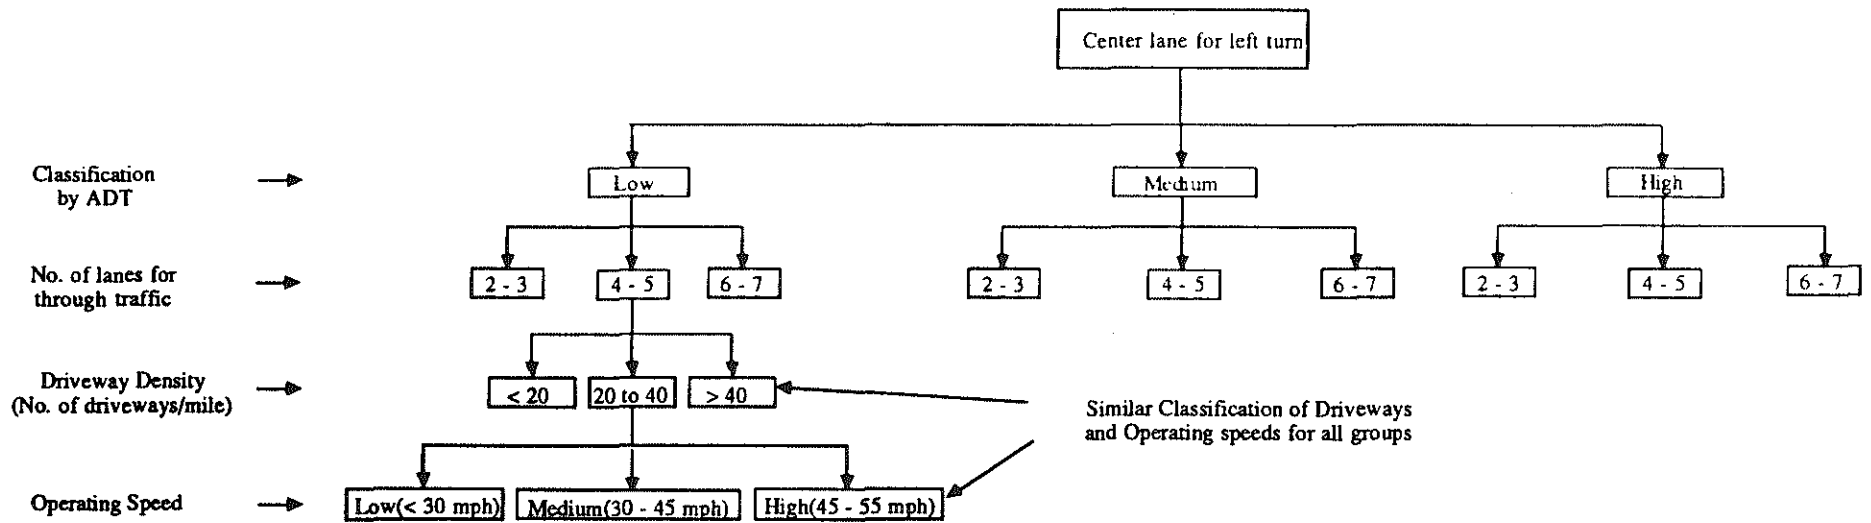 Center lane for left turn
Classification
by ADT
Low
Medium
High
No. of lanes for
through traffic
2 - 3
4 - 5
6 - 7
2 - 3
4 - 5
6 - 7
2 - 3
4 - 5
6 - 7
Driveway Density
(No. of driveways/mile)
< 20
20 to 40
> 40
Similar Classification of Driveways
and Operating speeds for all groups
Operating Speed
Low(< 30 mph)
Medium(30 - 45 mph)
High(45 - 55 mph)